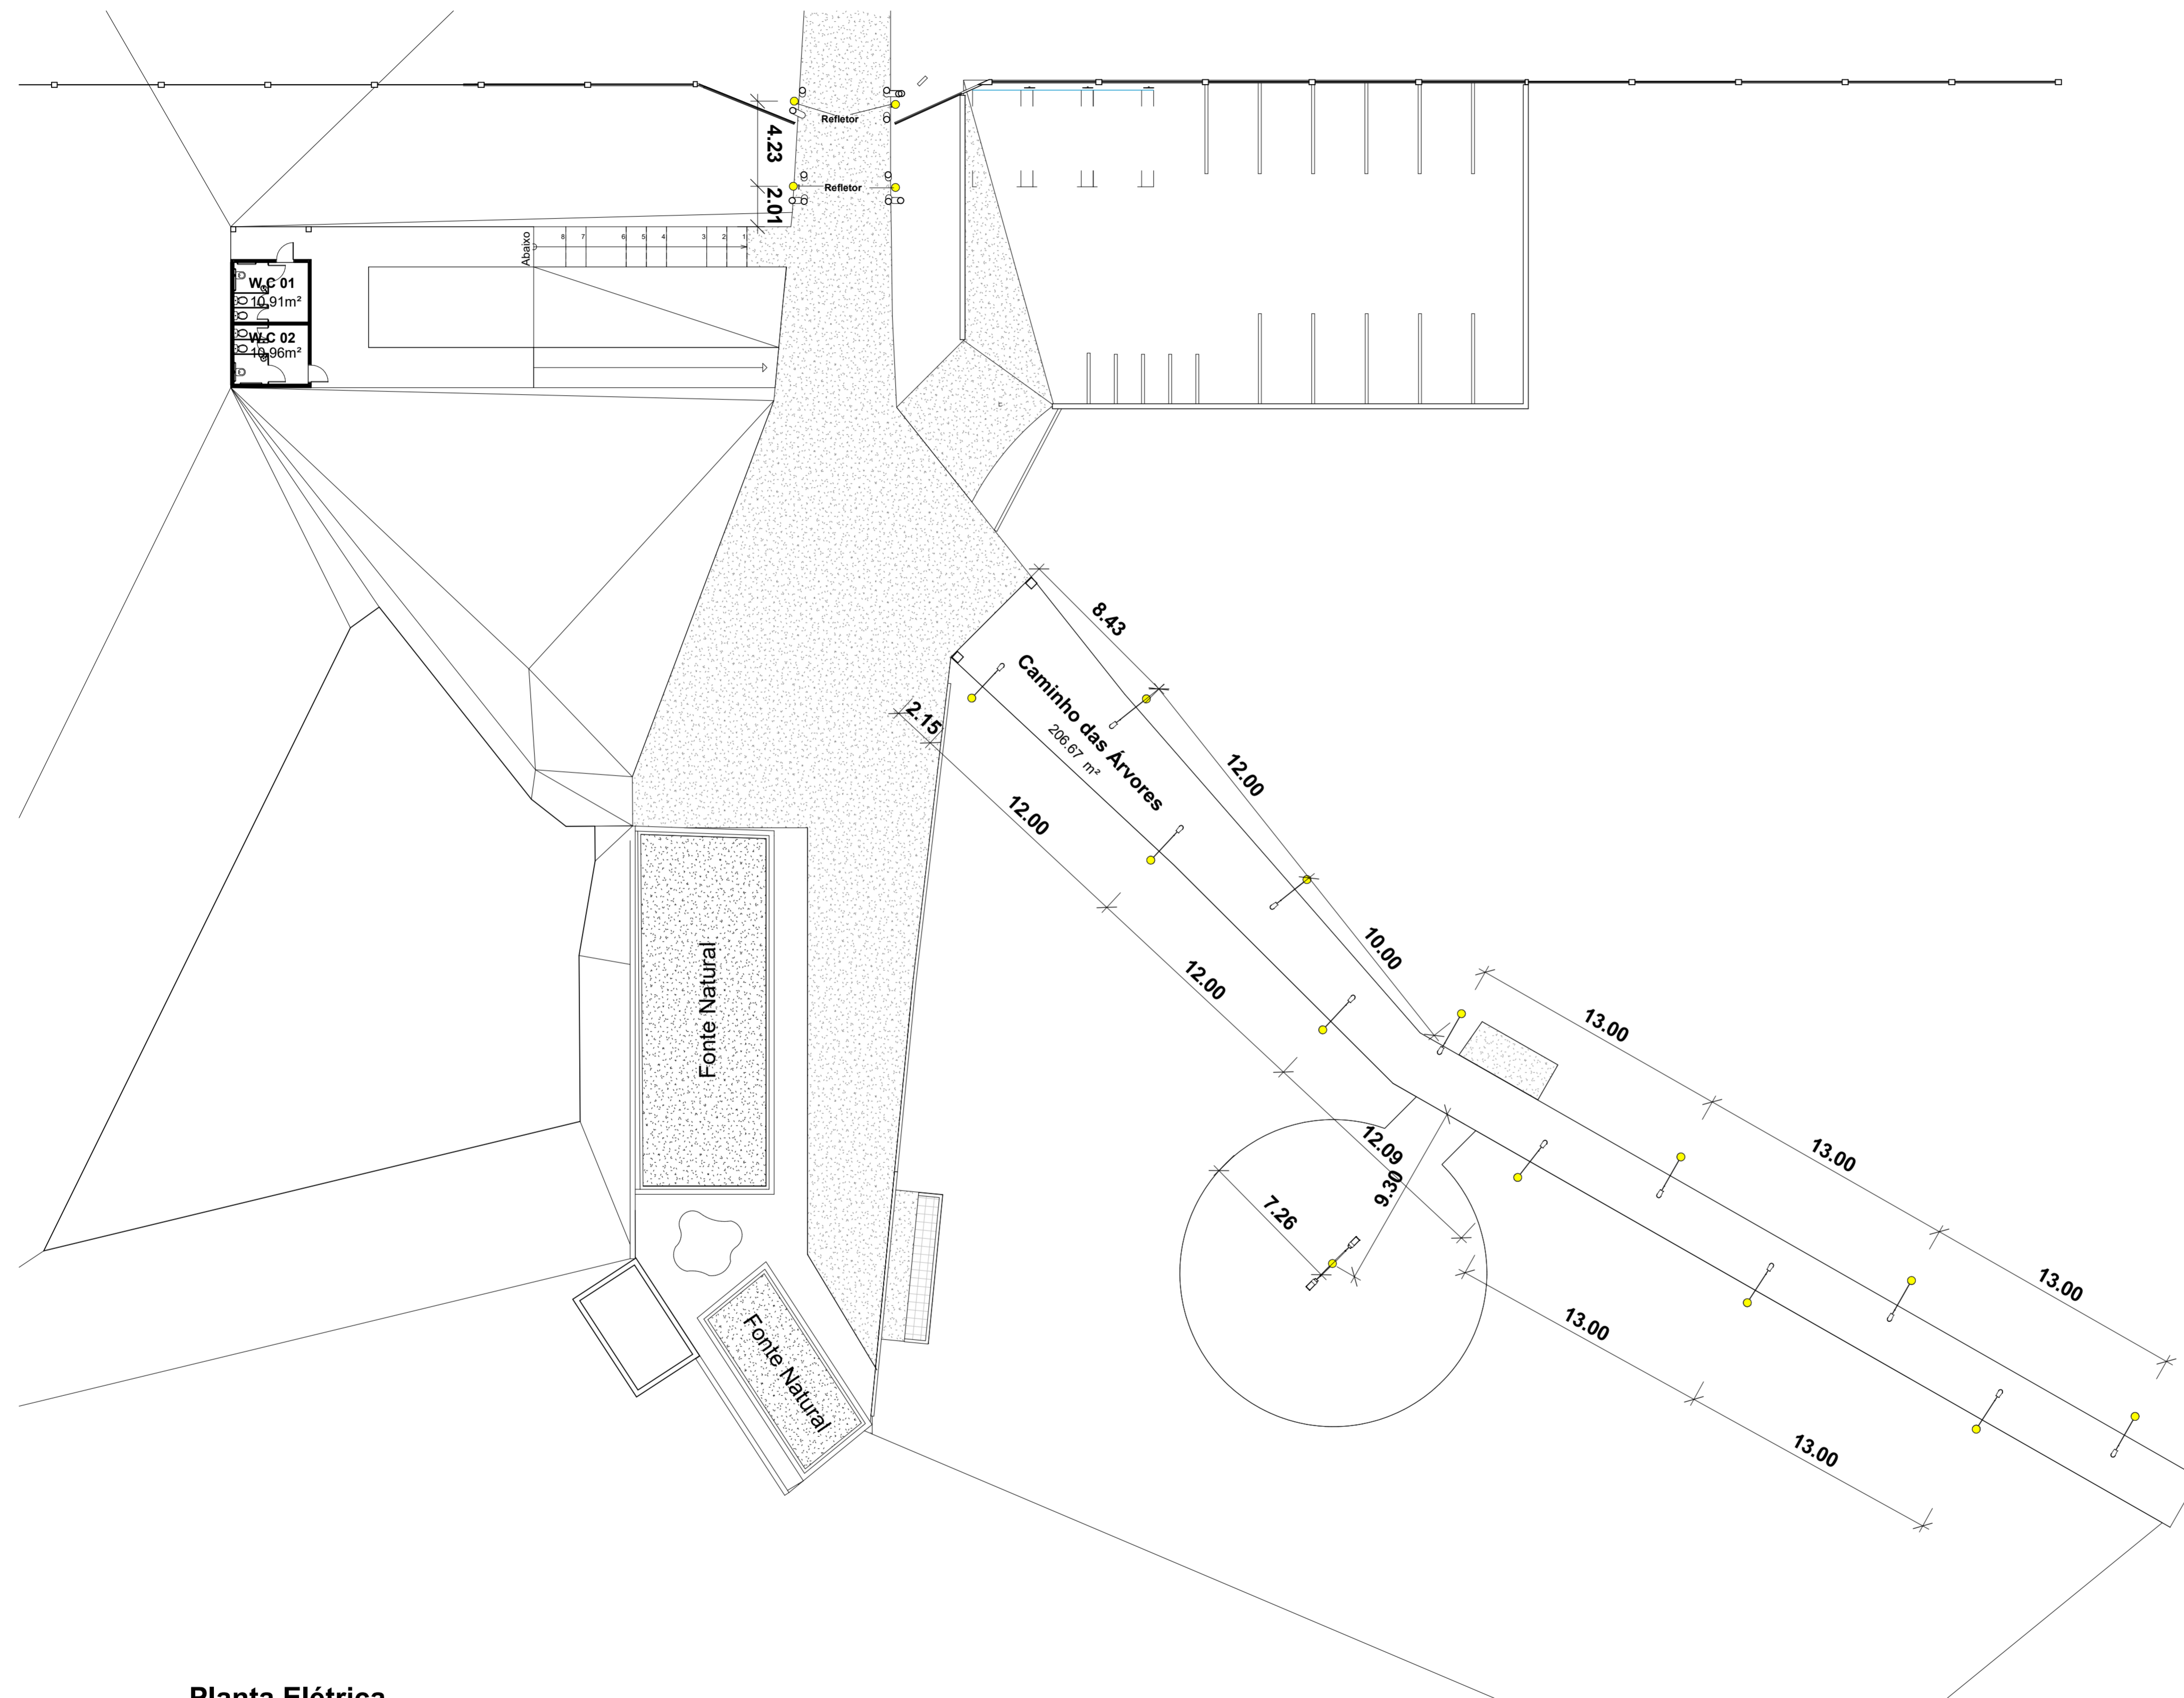 Refletor
4.23
Refletor
2.01
Abaixo
8
7
6
5
4
3
2
1
W.C 01
10.91m²
W.C 02
10.96m²
8.43
Caminho das Árvores
206.67 m²
2.15
12.00
12.00
12.00
10.00
13.00
13.00
13.00
12.09
9.30
7.26
13.00
13.00
Fonte Natural
Fonte Natural
Planta Elétrica